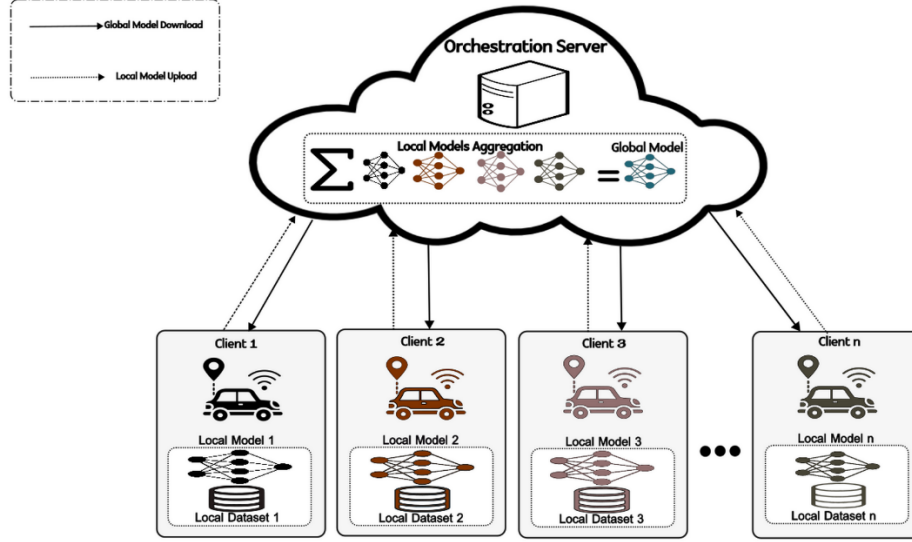 Global Model Download
Local Model Upload
Orchestration Server
Local Models Aggregation
Global Model
∑ =
Client 1
Client 2
Client 3
Client n
Local Model 1
Local Model 2
Local Model 3
Local Model n
Local Dataset 1
Local Dataset 2
Local Dataset 3
Local Dataset n